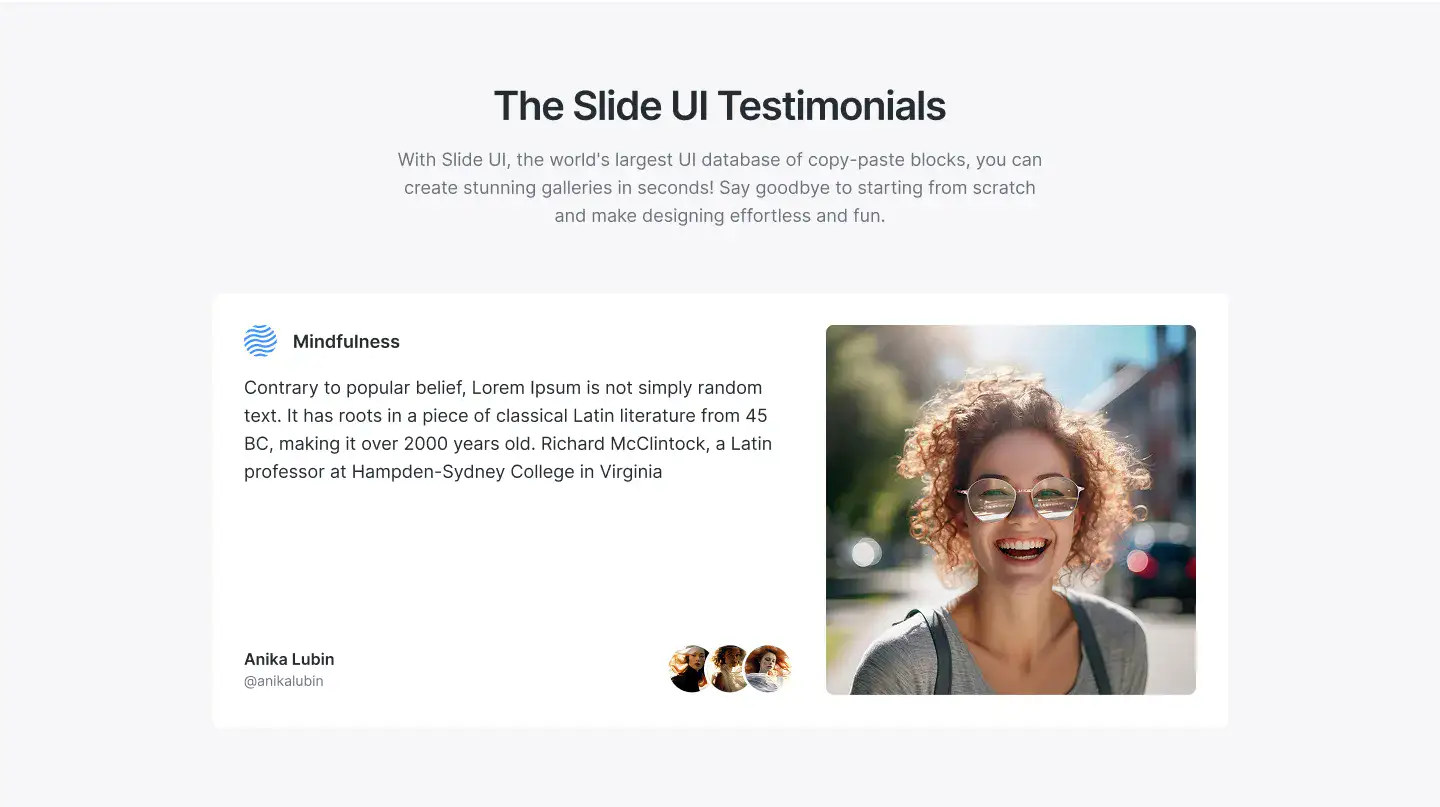 The Slide UI Testimonials
With Slide UI, the world's largest UI database of copy-paste blocks, you can
create stunning galleries in seconds! Say goodbye to starting from scratch
and make designing effortless and fun.
Mindfulness
Contrary to popular belief, Lorem Ipsum is not simply random
text. It has roots in a piece of classical Latin literature from 45
BC, making it over 2000 years old. Richard McClintock, a Latin
professor at Hampden-Sydney College in Virginia
Anika Lubin
@anikalubin